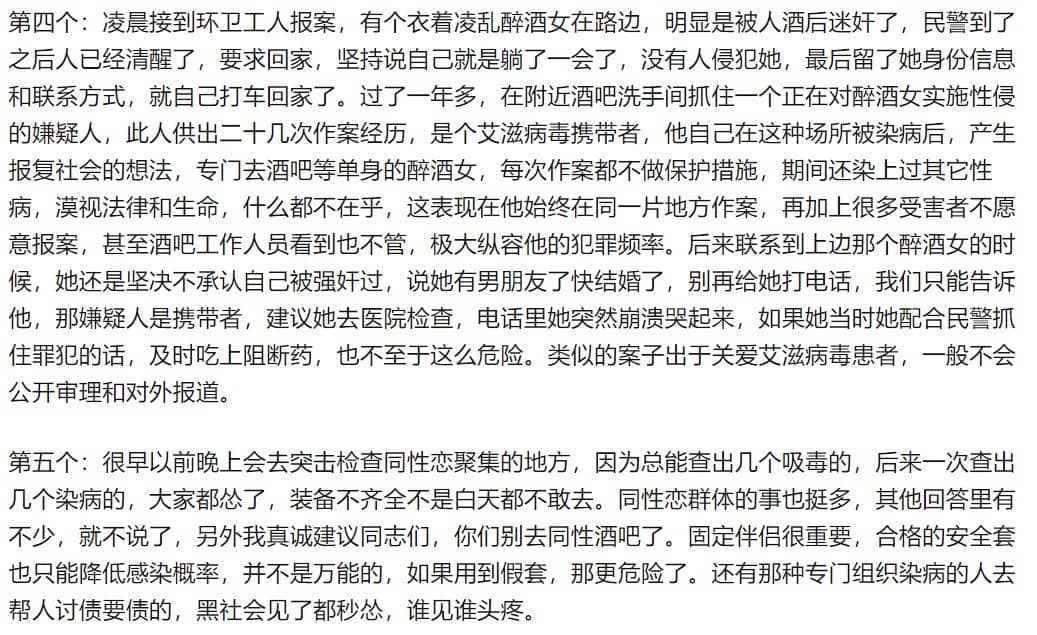 第四个：凌晨接到环卫工人报案，有个衣着凌乱醉酒女在路边，明显是被人酒后迷奸了，民警到了
之后人已经清醒了，要求回家，坚持说自己就是躺了一会了，没有人侵犯她，最后留了她身份信息
和联系方式，就自己打车回家了。过了一年多，在附近酒吧洗手间抓住一个正在对醉酒女实施性侵
的嫌疑人，此人供出二十几次作案经历，是个艾滋病毒携带者，他自己在这种场所被染病后，产生
报复社会的想法，专门去酒吧等单身的醉酒女，每次作案都不做保护措施，期间还染上过其它性
病，漠视法律和生命，什么都不在乎，这表现在他始终在同一片地方作案，再加上很多受害者不愿
意报案，甚至酒吧工作人员看到也不管，极大纵容他的犯罪频率。后来联系到上边那个醉酒女的时
候，她还是坚决不承认自己被强奸过，说她有男朋友了快结婚了，别再给她打电话，我们只能告诉
他，那嫌疑人是携带者，建议她去医院检查，电话里她突然崩溃哭起来，如果她当时她配合民警抓
住罪犯的话，及时吃上阻断药，也不至于这么危险。类似的案子出于关爱艾滋病毒患者，一般不会
公开审理和对外报道。
第五个：很早以前晚上会去突击检查同性恋聚集的地方，因为总能查出几个吸毒的，后来一次查出
几个染病的，大家都怂了，装备不齐全不是白天都不敢去。同性恋群体的事也挺多，其他回答里有
不少，就不说了，另外我真诚建议同志们，你们别去同性酒吧了。固定伴侣很重要，合格的安全套
也只能降低感染概率，并不是万能的，如果用到假套，那更危险了。还有那种专门组织染病的人去
帮人讨债要债的，黑社会见了都秒怂，谁见谁头疼。